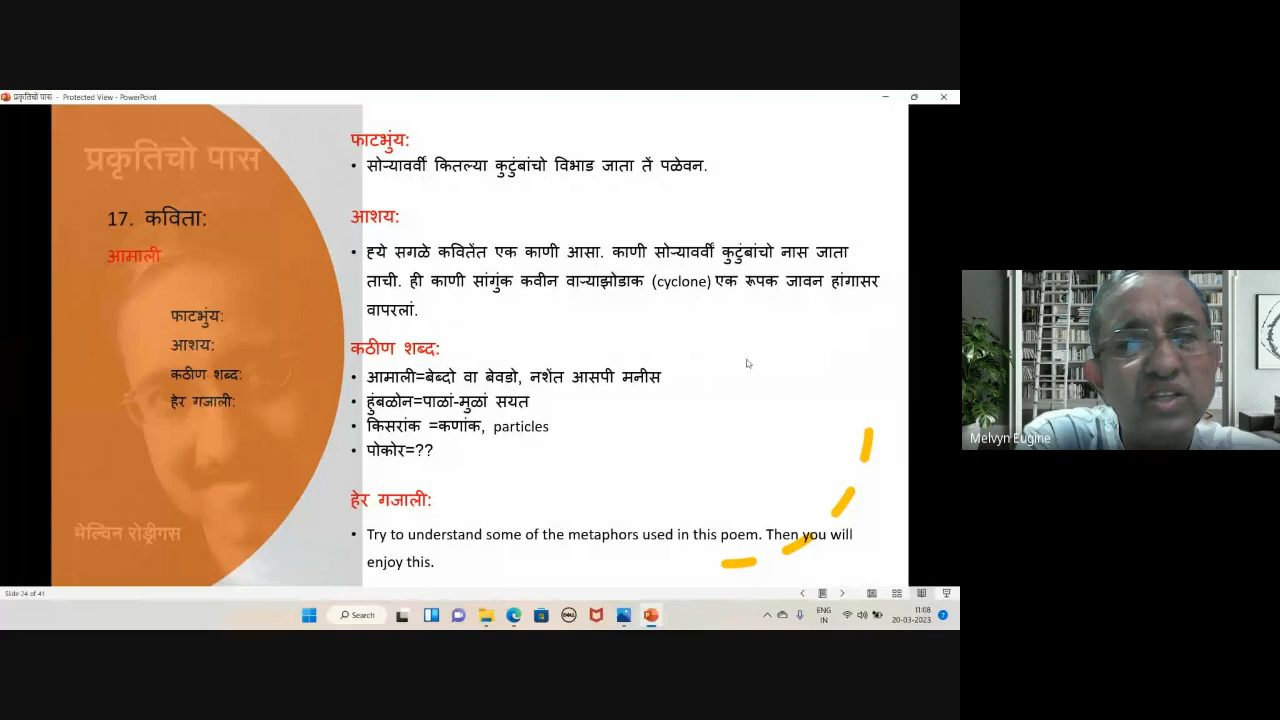 प्रकृतिचो पास - Protected View - PowerPoint
प्रकृतिचो पास
17. कविता:
आमाली
फाटभुंय:
आशय:
कठीण शब्द:
हेर गजाली:
मेल्विन रोड्रीगस
फाटभुंय:
• सोऱ्यावर्वीं कितल्या कुटुंबांचो विभाड जाता तें पळेवन.
आशय:
• ह्ये सगळे कवितेंत एक काणी आसा. काणी सोऱ्यावर्वीं कुटुंबांचो नास जाता
ताची. ही काणी सांगुंक कवीन वाऱ्याझोडाक (cyclone) एक रूपक जावन हांगासर
वापरलां.
कठीण शब्द:
• आमाली=बेब्दो वा बेवडो, नशेंत आसपी मनीस
• हुंबळोन=पाळां-मुळां सयत
• किसरांक =कणांक, particles
• पोकोर=??
हेर गजाली:
• Try to understand some of the metaphors used in this poem. Then you will
enjoy this.
Slide 24 of 41
Search
DELL
ENG
IN
11:08
20-03-2023
7
Melvyn Eugine